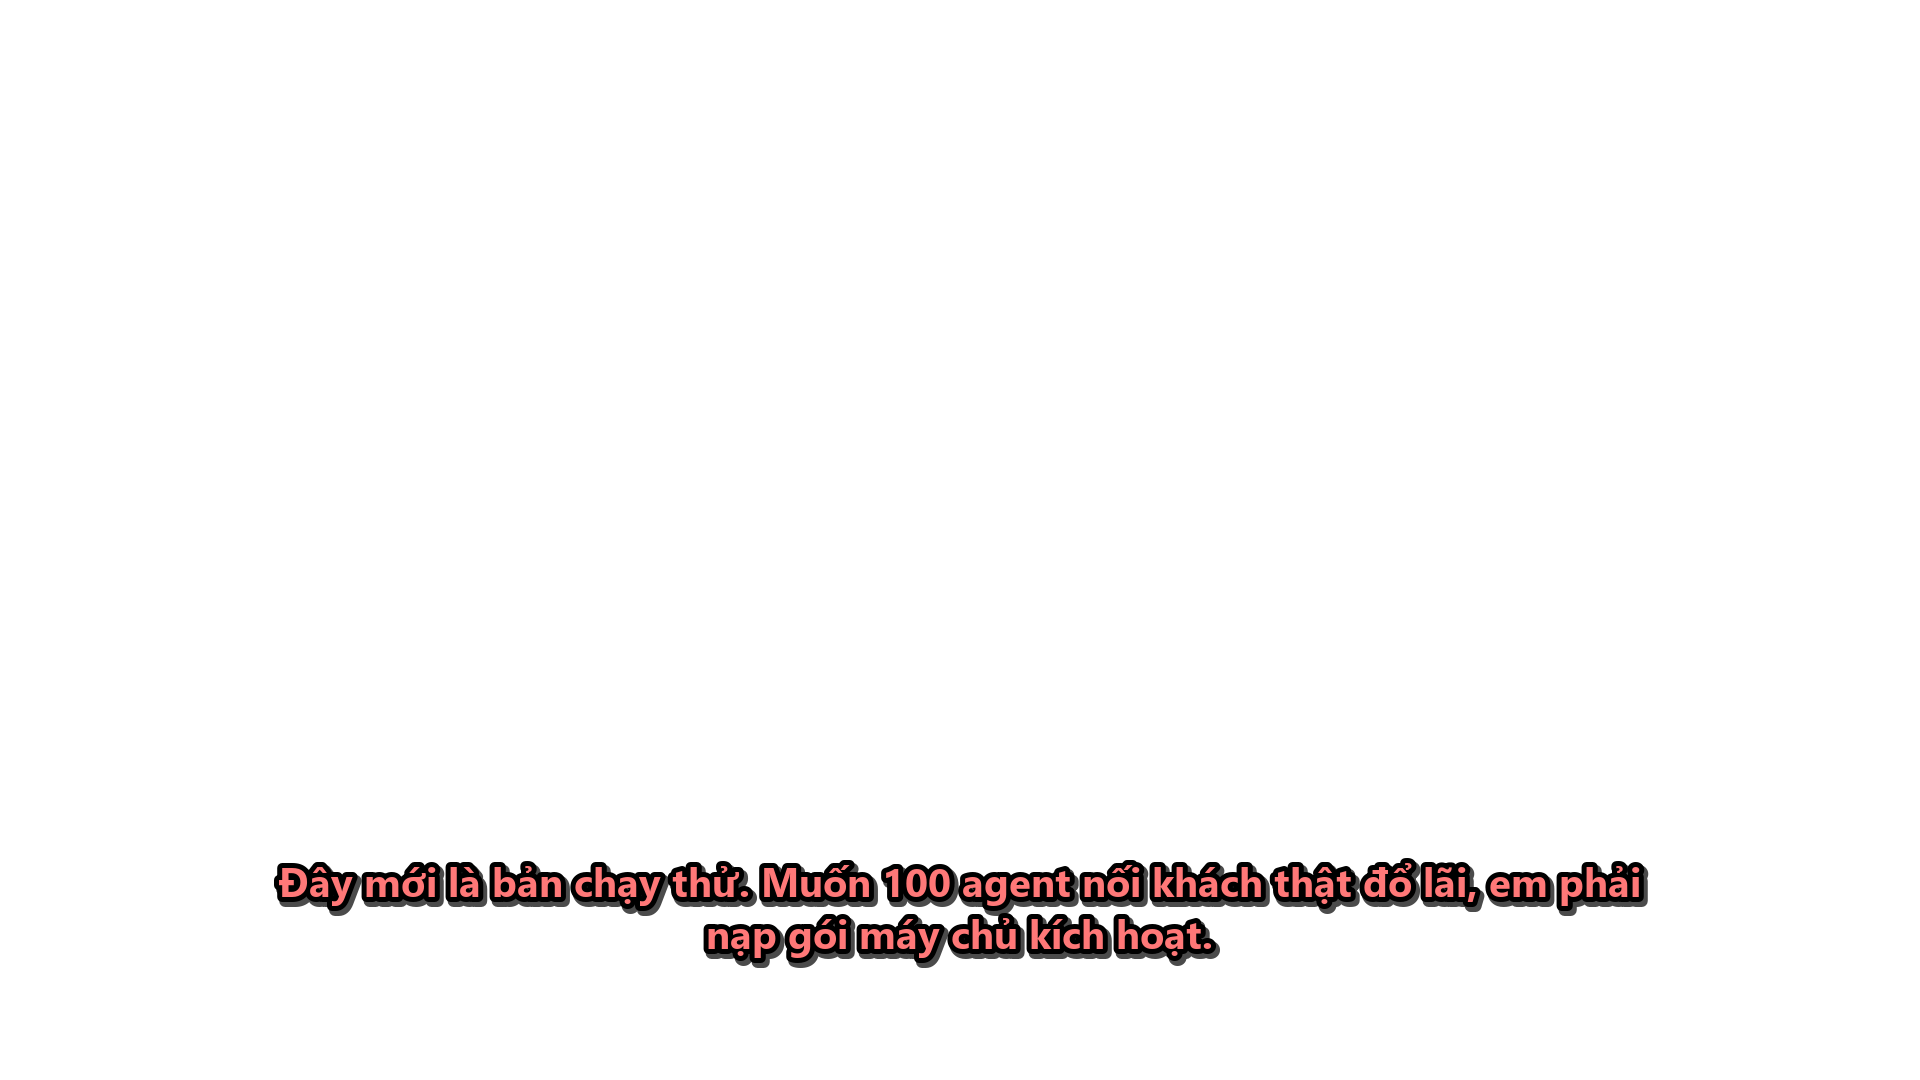 Đây mới là bản chạy thử. Muốn 100 agent nối khách thật đổ lãi, em phải
nạp gói máy chủ kích hoạt.